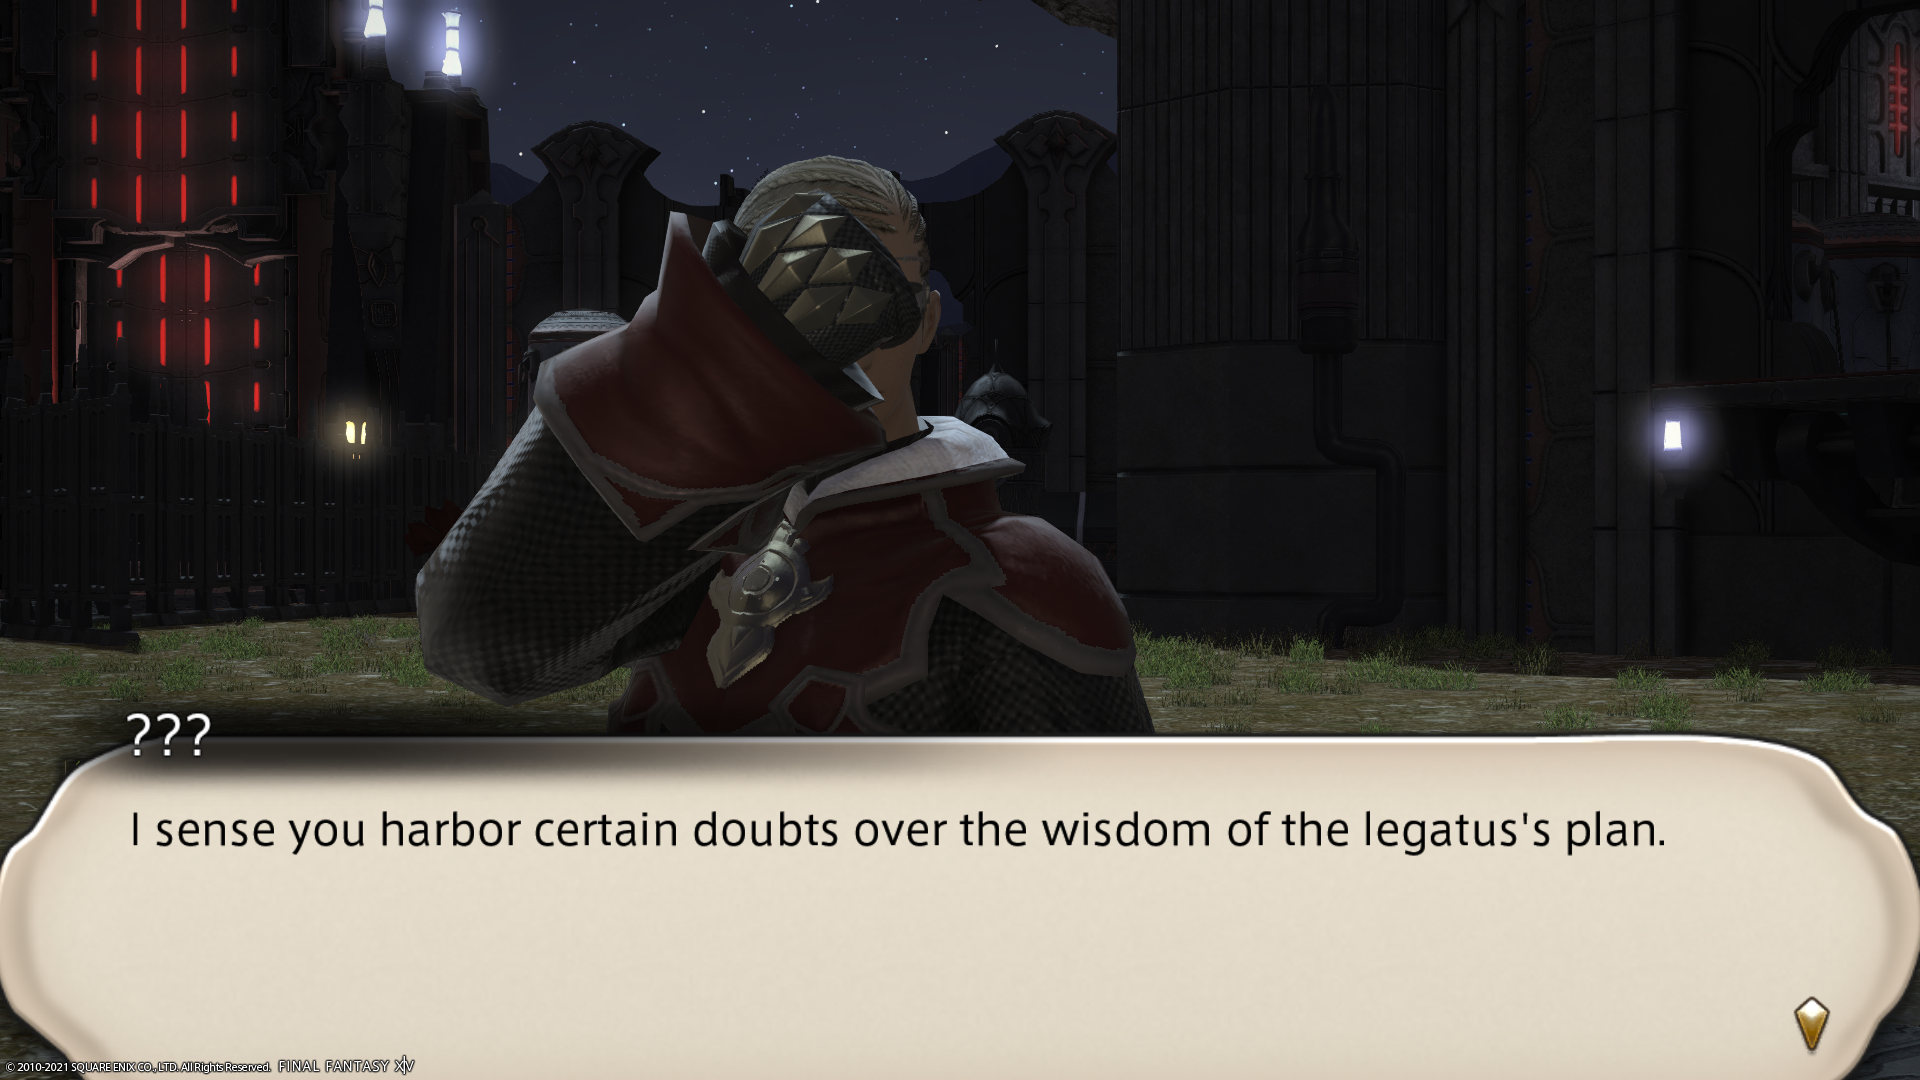 ???
I sense you harbor certain doubts over the wisdom of the legatus's plan.
© 2010-2021 SQUARE ENIX CO., LTD. All Rights Reserved. FINAL FANTASY XIV